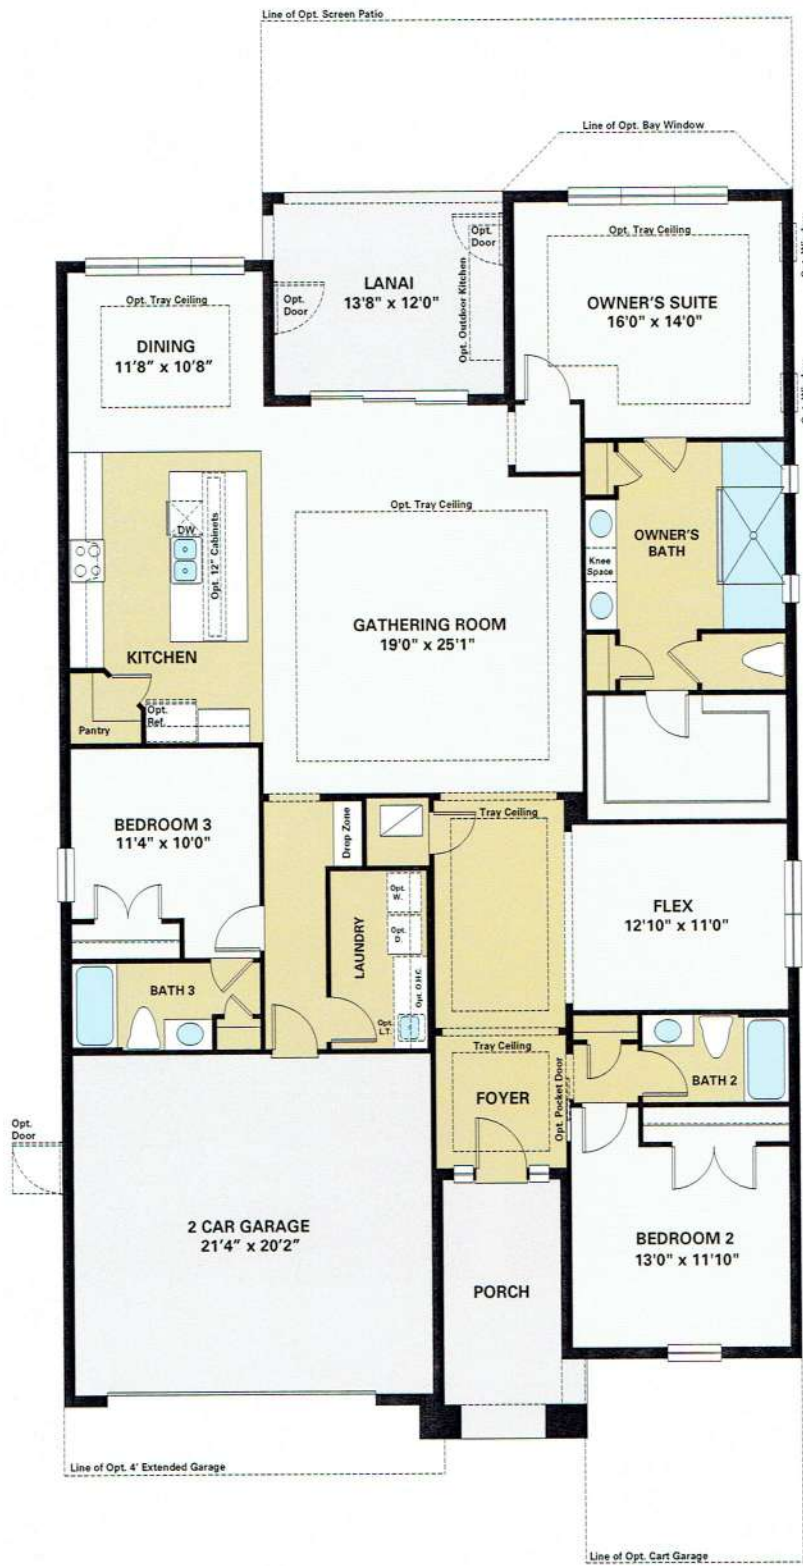 Line of Opt. Screen Patio
Line of Opt. Bay Window
Opt. Tray Ceiling
OWNER'S SUITE
16'0" x 14'0"
Opt.
Door
LANAI
13'8" x 12'0"
Opt. Outdoor Kitchen
Opt.
Door
Opt. Tray Ceiling
DINING
11'8" x 10'8"
Opt. Tray Ceiling
GATHERING ROOM
19'0" x 25'1"
DW
Opt. 12" Cabinets
KITCHEN
Opt.
Ref.
Pantry
OWNER'S
BATH
Knee
Space
BEDROOM 3
11'4" x 10'0"
Drop Zone
Tray Ceiling
FLEX
12'10" x 11'0"
LAUNDRY
Opt.
W.
Opt.
D.
Opt. O.H.C.
Opt.
L.T.
BATH 3
Tray Ceiling
FOYER
Opt. Pocket Door
BATH 2
Opt.
Door
2 CAR GARAGE
21'4" x 20'2"
PORCH
BEDROOM 2
13'0" x 11'10"
Line of Opt. 4' Extended Garage
Line of Opt. Cart Garage